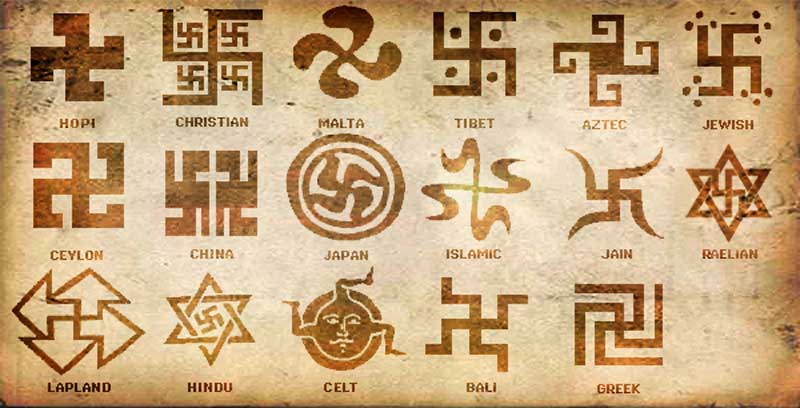 HOPI CHRISTIAN MALTA TIBET AZTEC JEWISH
CEYLON CHINA JAPAN ISLAMIC JAIN RAELIAN
LAPLAND HINDU CELT BALI GREEK